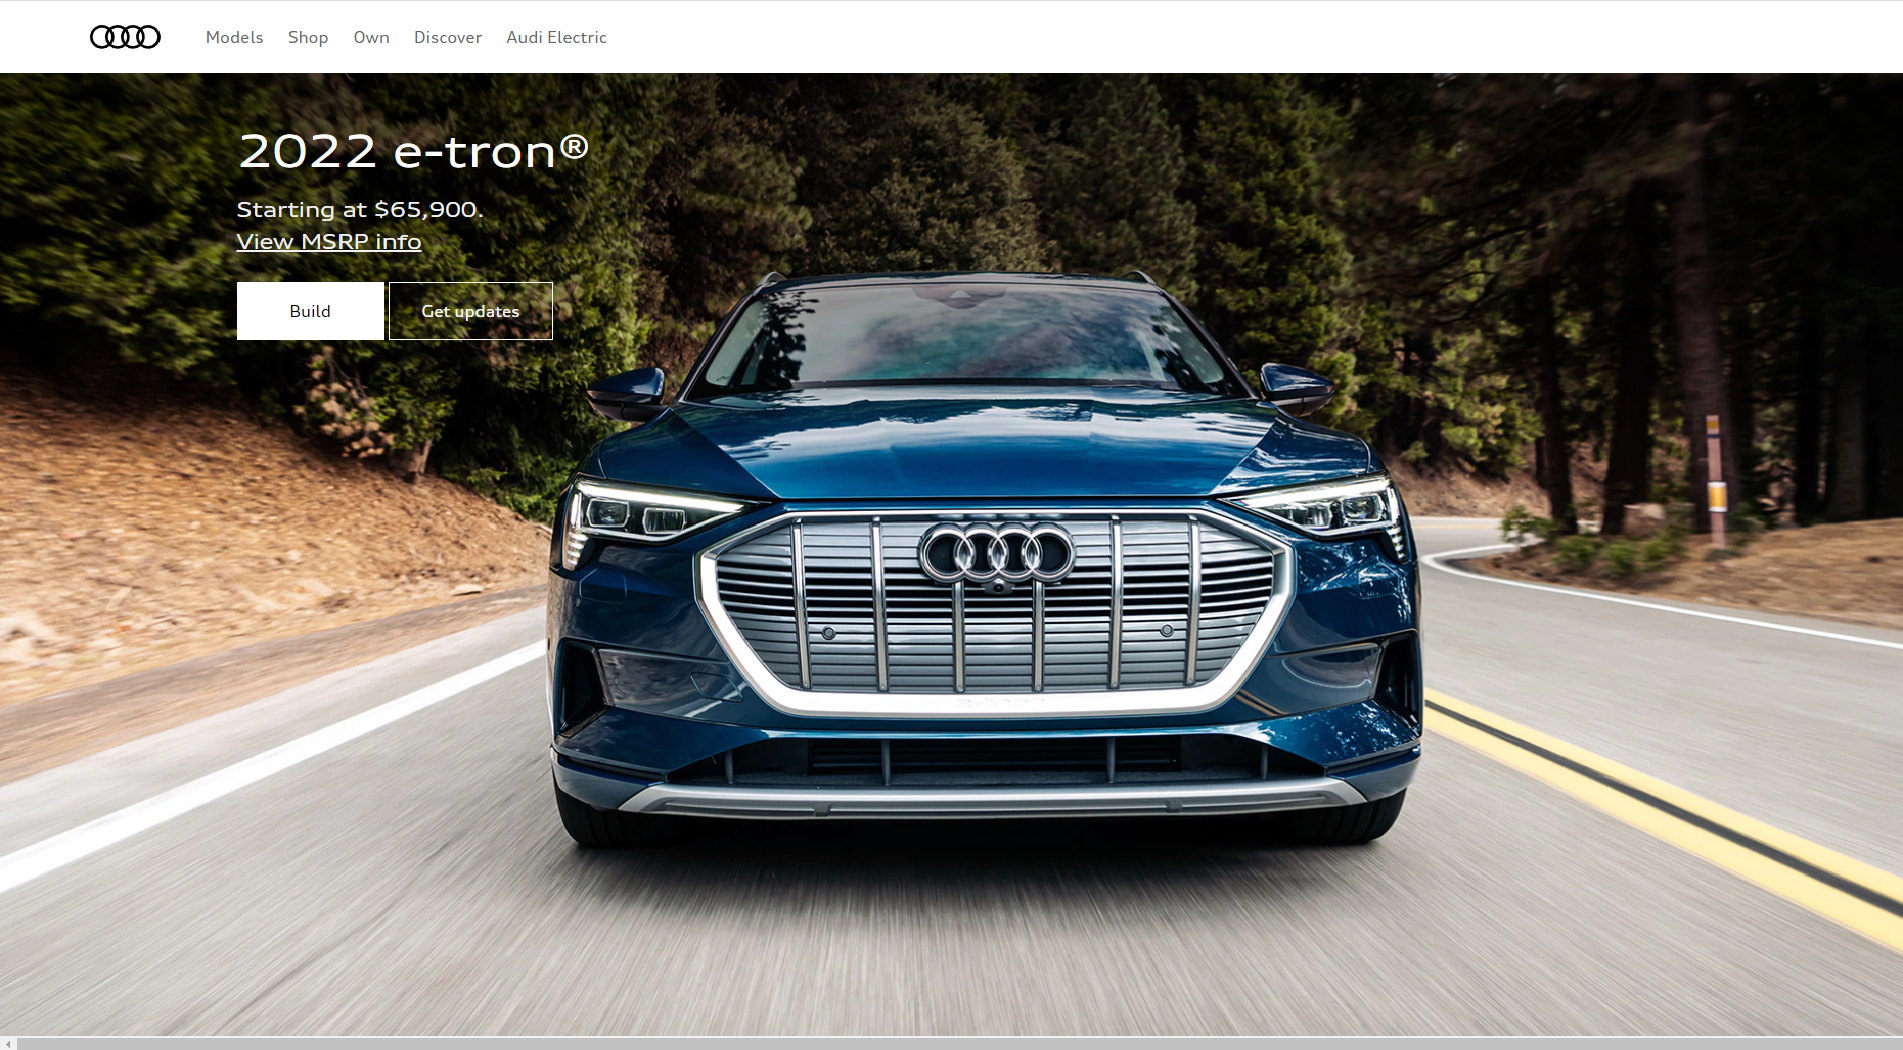 Models Shop Own Discover Audi Electric
2022 e-tron®
Starting at $65,900.
View MSRP info
Build Get updates